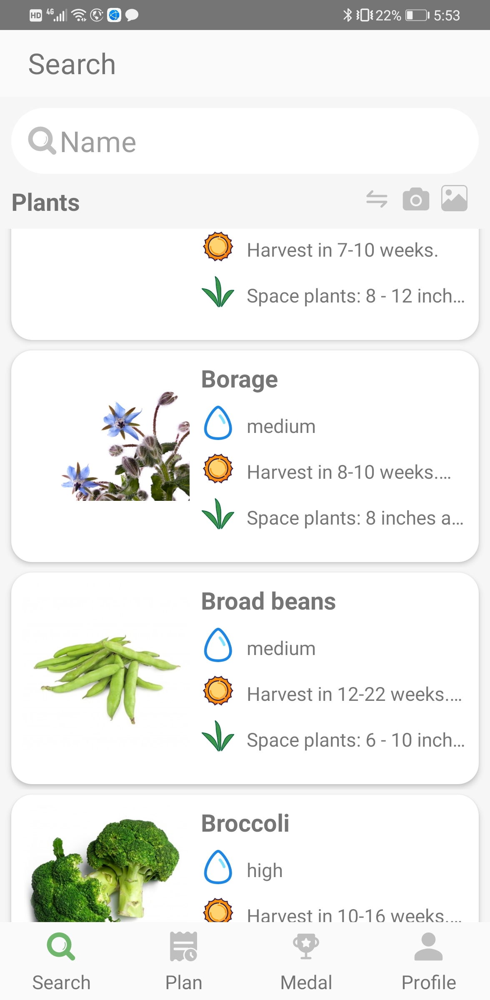 HD 4G 22% 5:53
Search
Name
Plants
Harvest in 7-10 weeks.
Space plants: 8 - 12 inch...
Borage
medium
Harvest in 8-10 weeks....
Space plants: 8 inches a...
Broad beans
medium
Harvest in 12-22 weeks....
Space plants: 6 - 10 inch...
Broccoli
high
Harvest in 10-16 weeks....
Search Plan Medal Profile